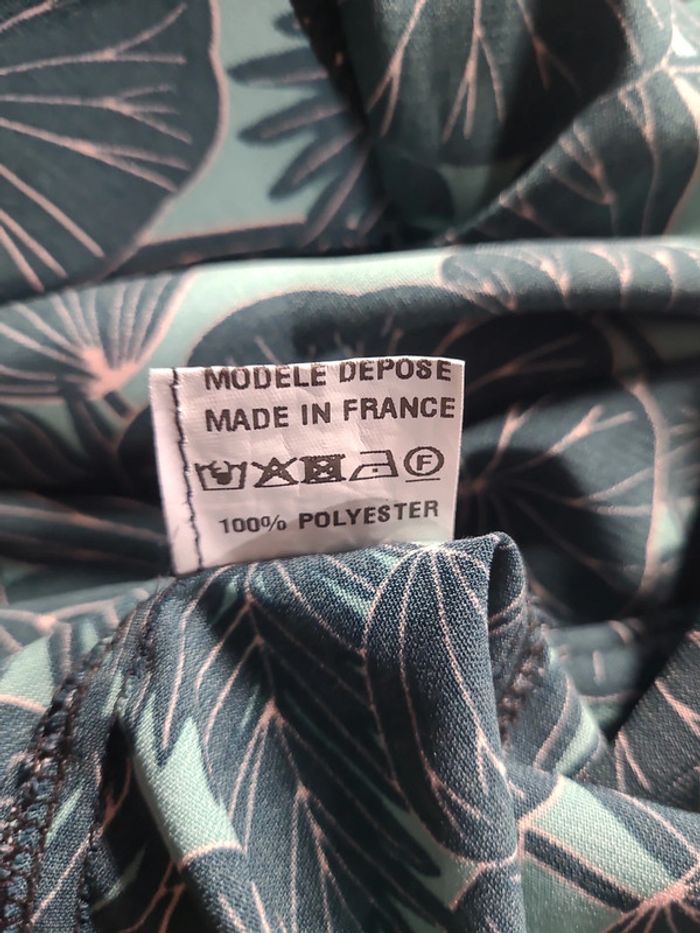 MODELE DEPOSE
MADE IN FRANCE
F
100% POLYESTER